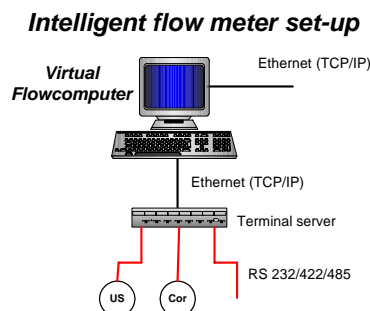 Intelligent flow meter set-up
Virtual
Flowcomputer
Ethernet (TCP/IP)
Ethernet (TCP/IP)
Terminal server
RS 232/422/485
US
Cor